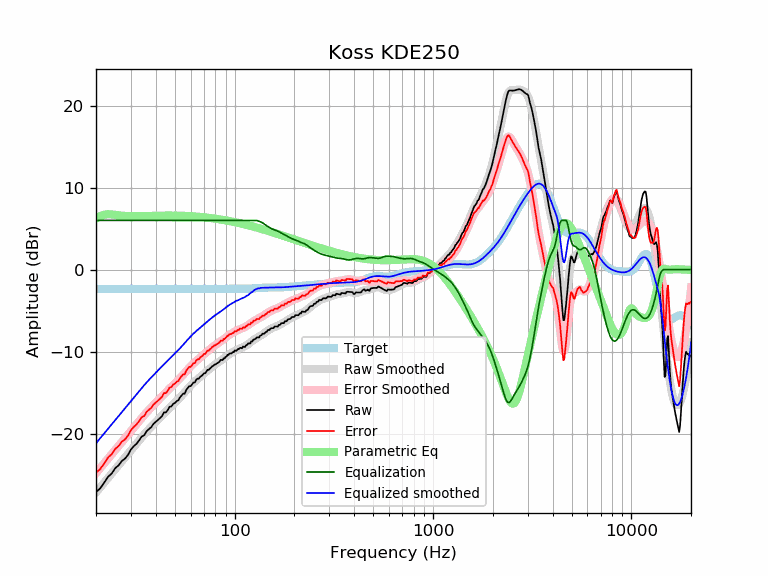 Koss KDE250
20
10
0
−10
−20
Amplitude (dBr)
Target
Raw Smoothed
Error Smoothed
Raw
Error
Parametric Eq
Equalization
Equalized smoothed
100
1000
10000
Frequency (Hz)